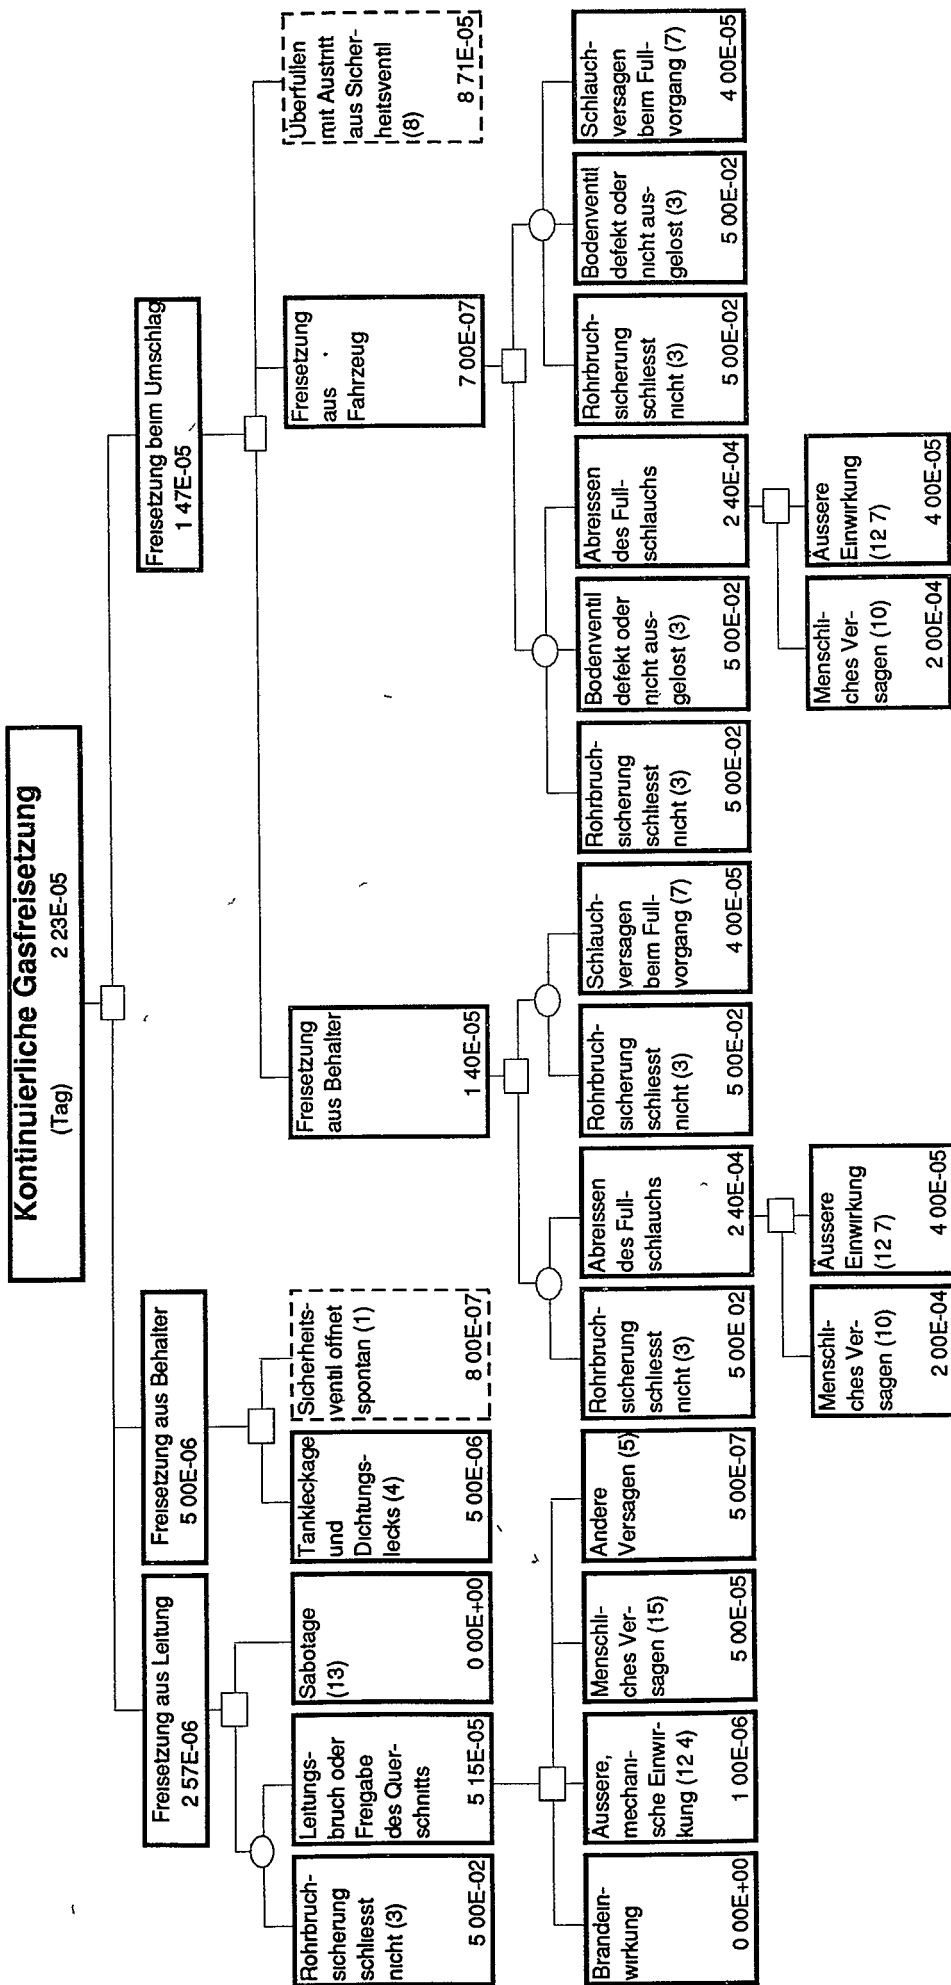 Kontinuierliche Gasfreisetzung
(Tag) 2 23E-05
Freisetzung aus Leitung
2 57E-06
Freisetzung aus Behalter
5 00E-06
Freisetzung beim Umschlag
1 47E-05
Rohrbruch-
sicherung
schliesst
nicht (3)
5 00E-02
Leitungs-
bruch oder
Freigabe
des Quer-
schnitts
5 15E-05
Sabotage
(13)
0 00E+00
Tankleckage
und
Dichtungs-
lecks (4)
5 00E-06
Sicherheits-
ventil offnet
spontan (1)
8 00E-07
Freisetzung
aus Behalter
1 40E-05
Freisetzung
aus
Fahrzeug
7 00E-07
Uberfullen
mit Austritt
aus Sicher-
heitsventil
(8)
8 71E-05
Brandein-
wirkung
0 00E+00
Äussere,
mechani-
sche Einwir-
kung (12 4)
1 00E-06
Menschli-
ches Ver-
sagen (15)
5 00E-05
Andere
Versagen (5)
5 00E-07
Rohrbruch-
sicherung
schliesst
nicht (3)
5 00E 02
Abreissen
des Full-
schlauchs
2 40E-04
Rohrbruch-
sicherung
schliesst
nicht (3)
5 00E-02
Schlauch-
versagen
beim Full-
vorgang (7)
4 00E-05
Rohrbruch-
sicherung
schliesst
nicht (3)
5 00E-02
Bodenventil
defekt oder
nicht aus-
gelost (3)
5 00E-02
Abreissen
des Full-
schlauchs
2 40E-04
Rohrbruch-
sicherung
schliesst
nicht (3)
5 00E-02
Bodenventil
defekt oder
nicht aus-
gelost (3)
5 00E-02
Schlauch-
versagen
beim Full-
vorgang (7)
4 00E-05
Menschli-
ches Ver-
sagen (10)
2 00E-04
Äussere
Einwirkung
(12 7)
4 00E-05
Menschli-
ches Ver-
sagen (10)
2 00E-04
Äussere
Einwirkung
(12 7)
4 00E-05